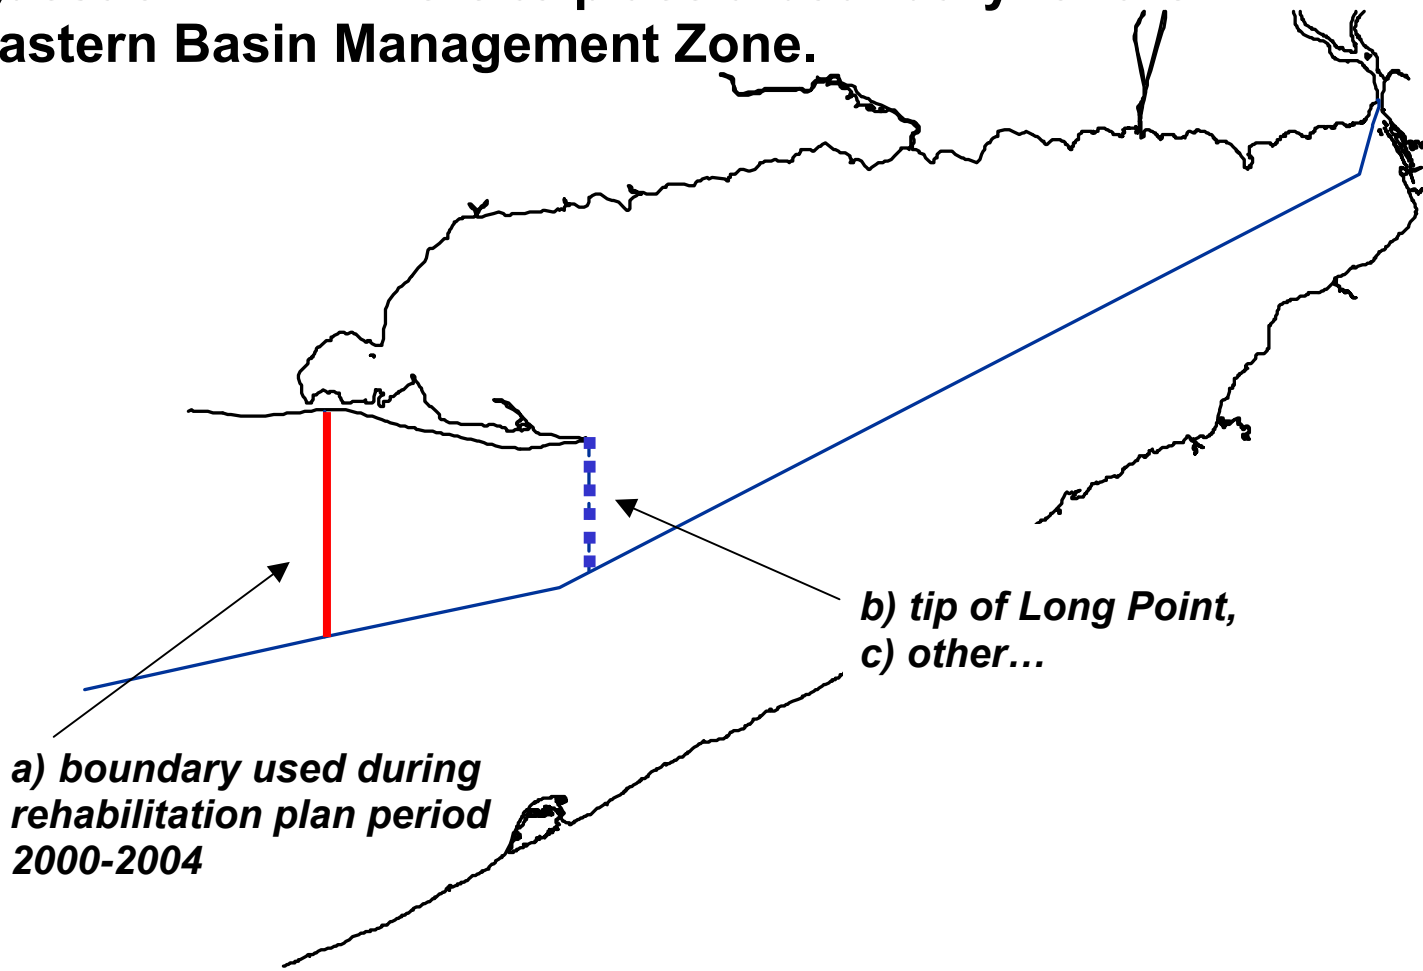 astern Basin Management Zone.
b) tip of Long Point,
c) other…
a) boundary used during
rehabilitation plan period
2000-2004